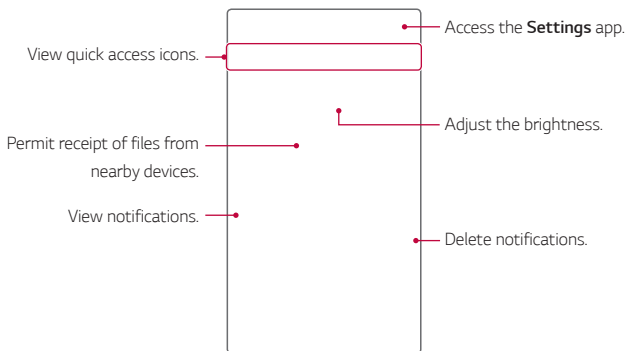 Access the Settings app.
View quick access icons.
Adjust the brightness.
Permit receipt of files from
nearby devices.
View notifications.
Delete notifications.